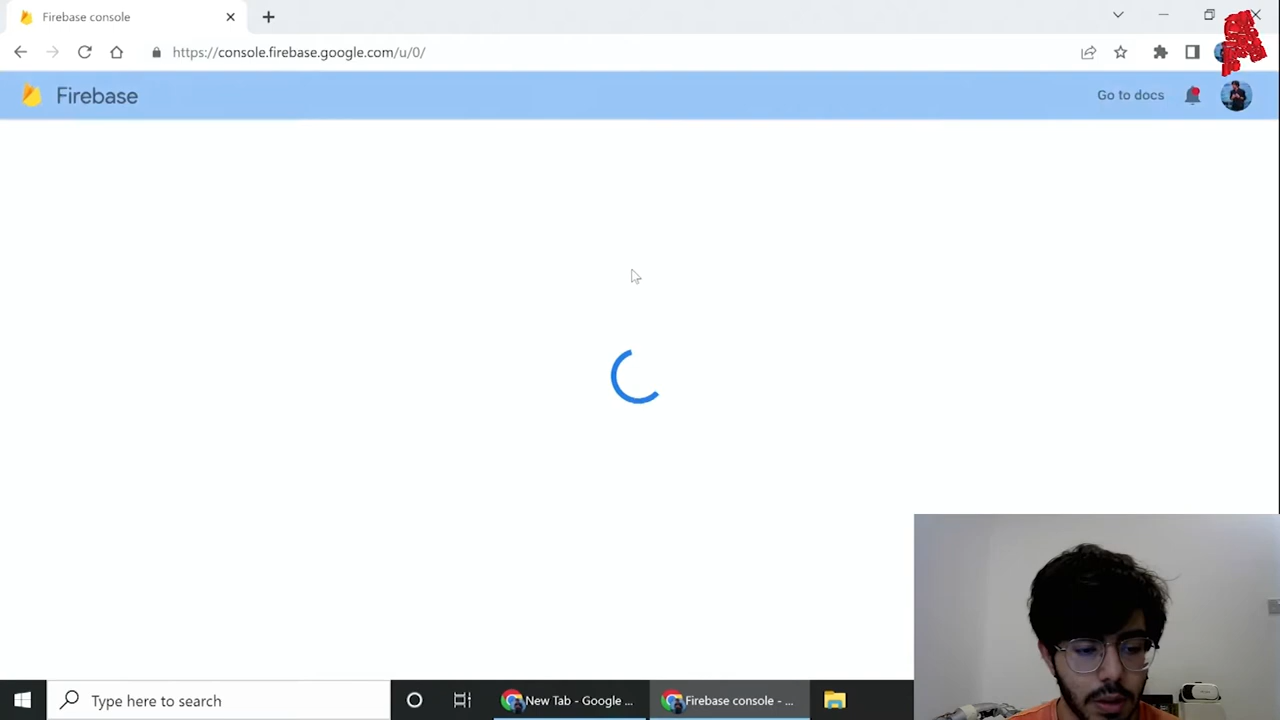 Firebase console
https://console.firebase.google.com/u/0/
Firebase
Go to docs
Type here to search
New Tab - Google ...
Firebase console - ...